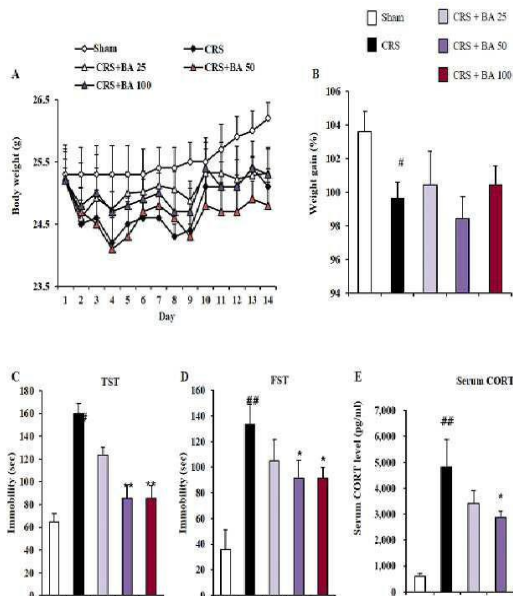 Sham
CRS
CRS+BA 25
CRS+BA 50
CRS+BA 100
Sham
CRS
CRS + BA 25
CRS + BA 50
CRS + BA 100
A
Body weight (g)
26.5
25.5
24.5
23.5
1 2 3 4 5 6 7 8 9 10 11 12 13 14
Day
B
Weight gain (%)
106
104
102
100
98
96
94
#
C
TST
Immobility (sec)
180
160
140
120
100
80
60
40
20
0
#
**
**
D
FST
Immobility (sec)
160
140
120
100
80
60
40
20
0
##
*
*
E
Serum CORT
Serum CORT level (pg/ml)
7,000
6,000
5,000
4,000
3,000
2,000
1,000
0
##
*